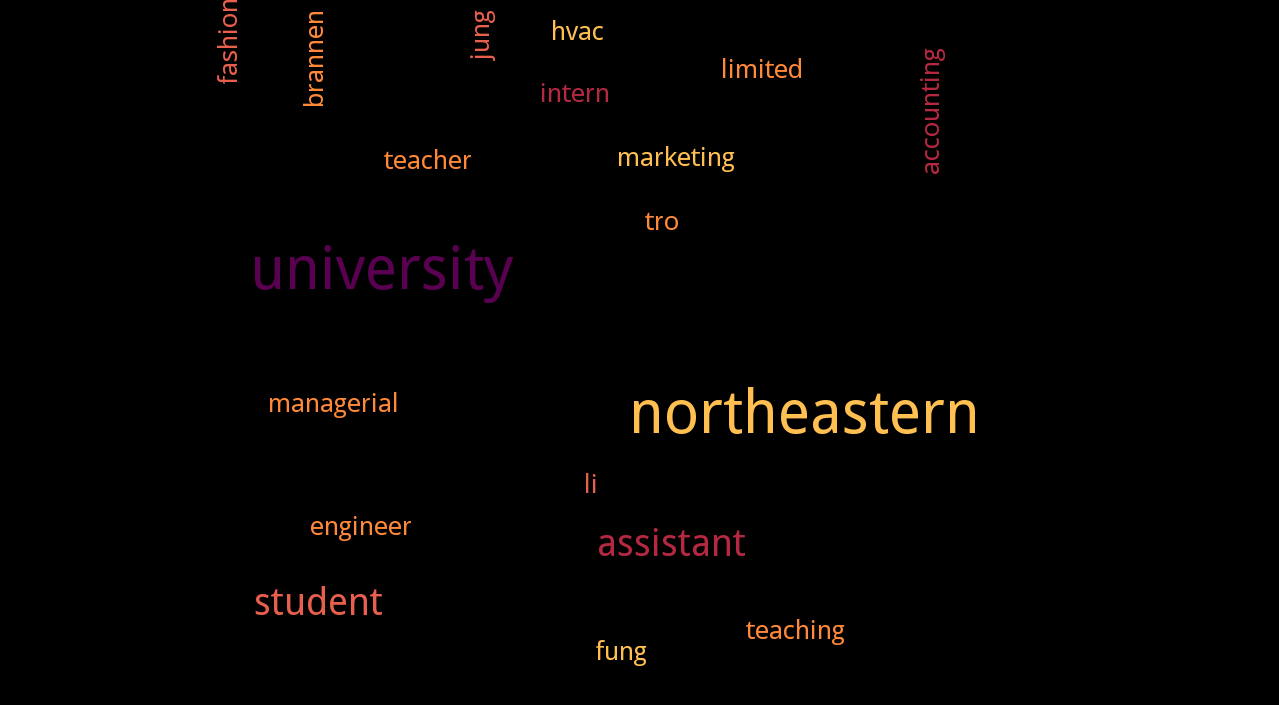 fashion
brannen
jung
hvac
limited
intern
accounting
teacher
marketing
tro
university
managerial
northeastern
li
engineer
assistant
student
teaching
fung